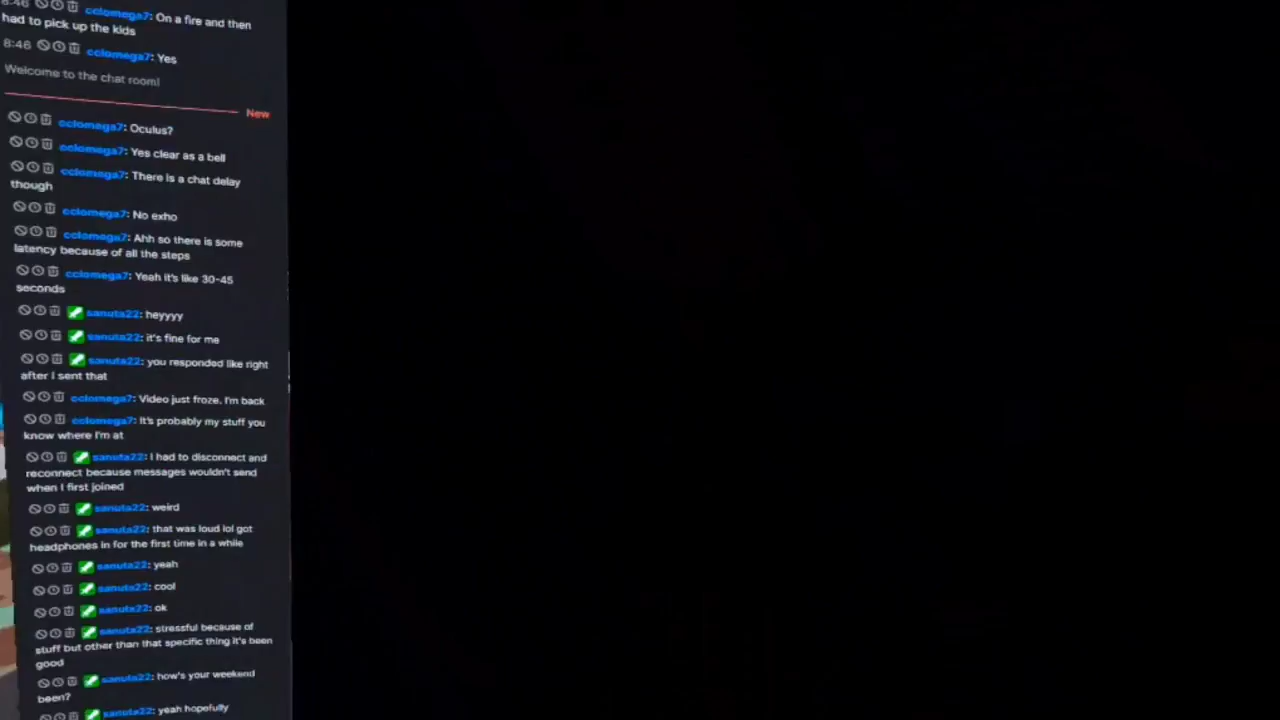 8:46 cclomega7: On a fire and then
had to pick up the kids
8:46 cclomega7: Yes
Welcome to the chat room!
New
cclomega7: Oculus?
cclomega7: Yes clear as a bell
cclomega7: There is a chat delay
though
cclomega7: No exho
cclomega7: Ahh so there is some
latency because of all the steps
cclomega7: Yeah it's like 30-45
seconds
sanuta22: heyyyy
sanuta22: it's fine for me
sanuta22: you responded like right
after I sent that
cclomega7: Video just froze. I'm back
cclomega7: It's probably my stuff you
know where I'm at
sanuta22: I had to disconnect and
reconnect because messages wouldn't send
when I first joined
sanuta22: weird
sanuta22: that was loud lol got
headphones in for the first time in a while
sanuta22: yeah
sanuta22: cool
sanuta22: ok
sanuta22: stressful because of
stuff but other than that specific thing it's been
good
sanuta22: how's your weekend
been?
sanuta22: yeah hopefully